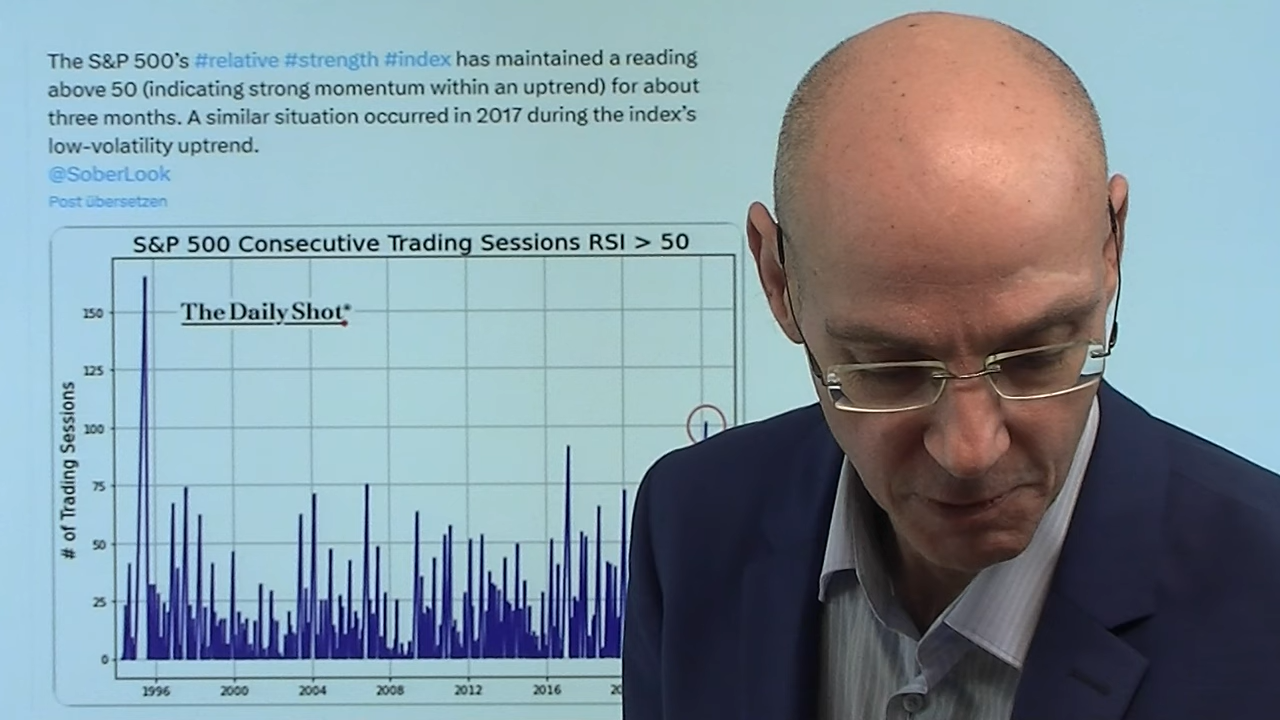 The S&P 500's #relative #strength #index has maintained a reading
above 50 (indicating strong momentum within an uptrend) for about
three months. A similar situation occurred in 2017 during the index's
low-volatility uptrend.
@SoberLook
Post übersetzen
S&P 500 Consecutive Trading Sessions RSI > 50
The Daily Shot®
# of Trading Sessions
150
125
100
75
50
25
0
1996 2000 2004 2008 2012 2016 20